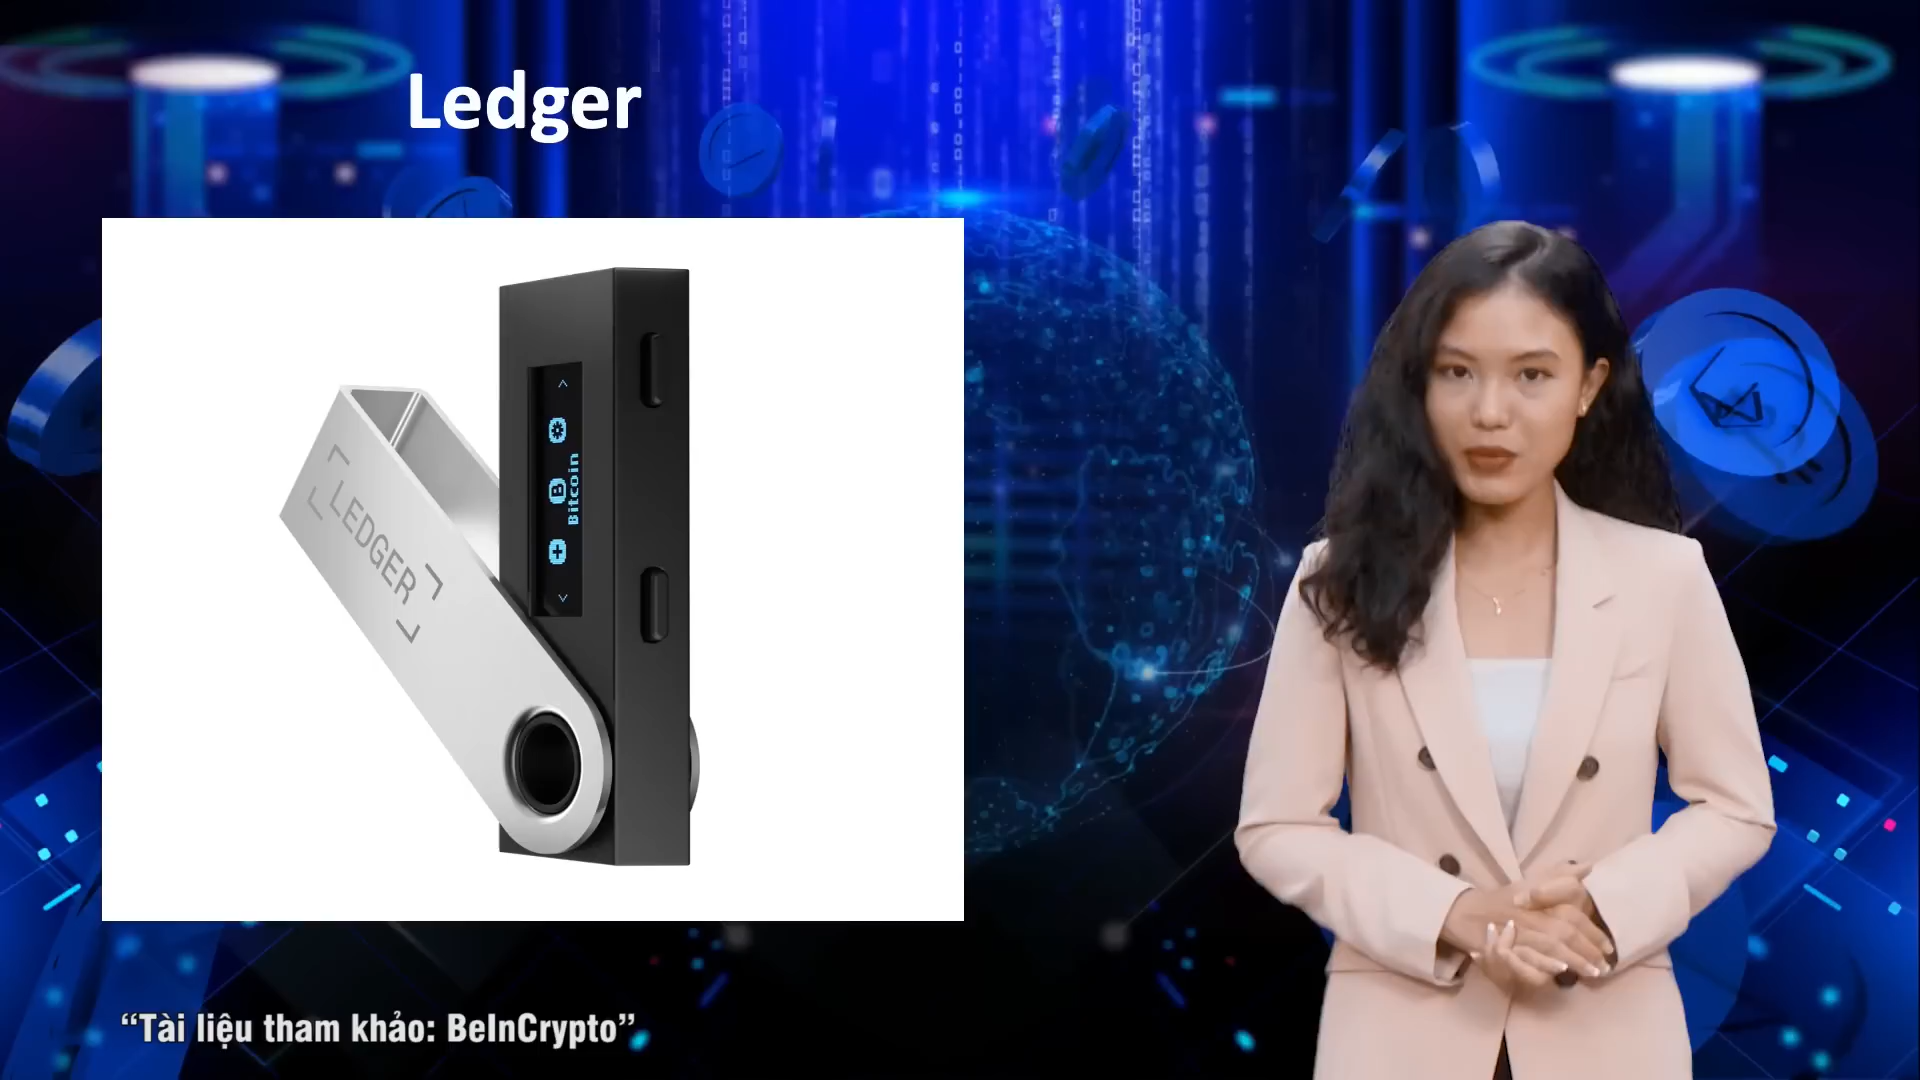 Ledger
LEDGER
Bitcoin
“Tài liệu tham khảo: BeInCrypto”